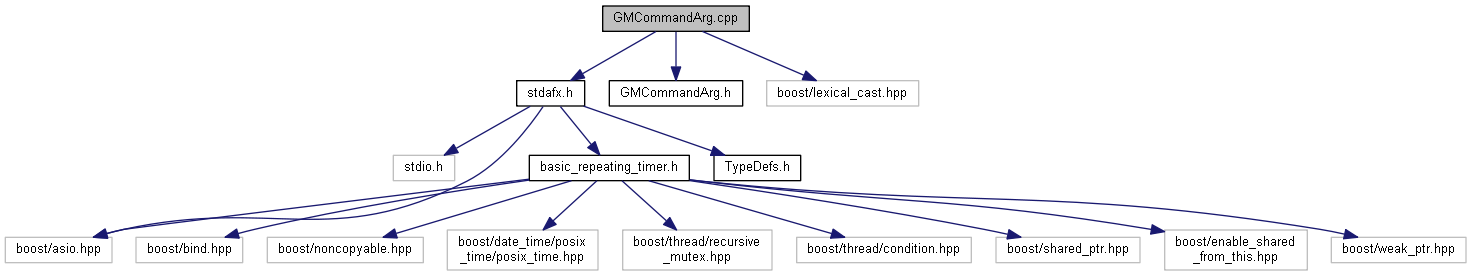 GMCommandArg.cpp
stdafx.h
GMCommandArg.h
boost/lexical_cast.hpp
stdio.h
basic_repeating_timer.h
TypeDefs.h
boost/asio.hpp
boost/bind.hpp
boost/noncopyable.hpp
boost/date_time/posix
_time/posix_time.hpp
boost/thread/recursive
_mutex.hpp
boost/thread/condition.hpp
boost/shared_ptr.hpp
boost/enable_shared
_from_this.hpp
boost/weak_ptr.hpp